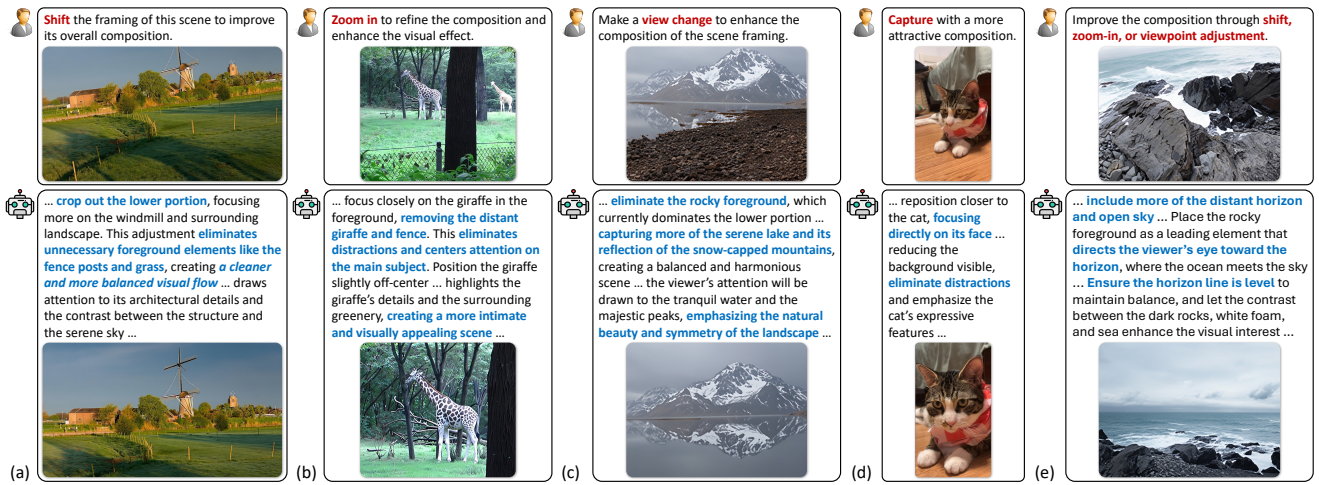 Shift the framing of this scene to improve
its overall composition.
Zoom in to refine the composition and
enhance the visual effect.
Make a view change to enhance the
composition of the scene framing.
Capture with a more
attractive composition.
Improve the composition through shift,
zoom-in, or viewpoint adjustment.
... crop out the lower portion, focusing
more on the windmill and surrounding
landscape. This adjustment eliminates
unnecessary foreground elements like the
fence posts and grass, creating a cleaner
and more balanced visual flow ... draws
attention to its architectural details and
the contrast between the structure and
the serene sky ...
... focus closely on the giraffe in the
foreground, removing the distant
giraffe and fence. This eliminates
distractions and centers attention on
the main subject. Position the giraffe
slightly off-center ... highlights the
giraffe's details and the surrounding
greenery, creating a more intimate
and visually appealing scene ...
... eliminate the rocky foreground, which
currently dominates the lower portion ...
capturing more of the serene lake and its
reflection of the snow-capped mountains,
creating a balanced and harmonious
scene ... the viewer's attention will be
drawn to the tranquil water and the
majestic peaks, emphasizing the natural
beauty and symmetry of the landscape ...
... reposition closer to
the cat, focusing
directly on its face ...
reducing the
background visible,
eliminate distractions
and emphasize the
cat's expressive
features ...
... include more of the distant horizon
and open sky ... Place the rocky
foreground as a leading element that
directs the viewer's eye toward the
horizon, where the ocean meets the sky
... Ensure the horizon line is level to
maintain balance, and let the contrast
between the dark rocks, white foam,
and sea enhance the visual interest ...
(a)
(b)
(c)
(d)
(e)